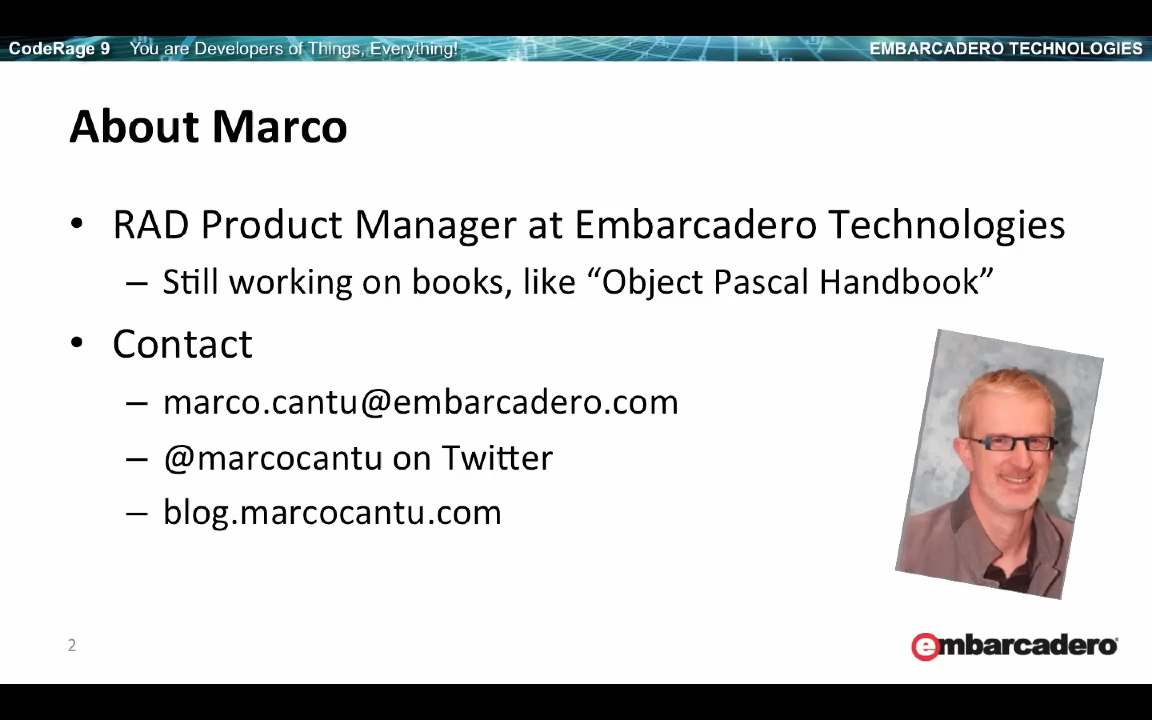 CodeRage 9 You are Developers of Things, Everything! EMBARCADERO TECHNOLOGIES
About Marco
• RAD Product Manager at Embarcadero Technologies
– Still working on books, like “Object Pascal Handbook”
• Contact
– marco.cantu@embarcadero.com
– @marcocantu on Twitter
– blog.marcocantu.com
2
embarcadero